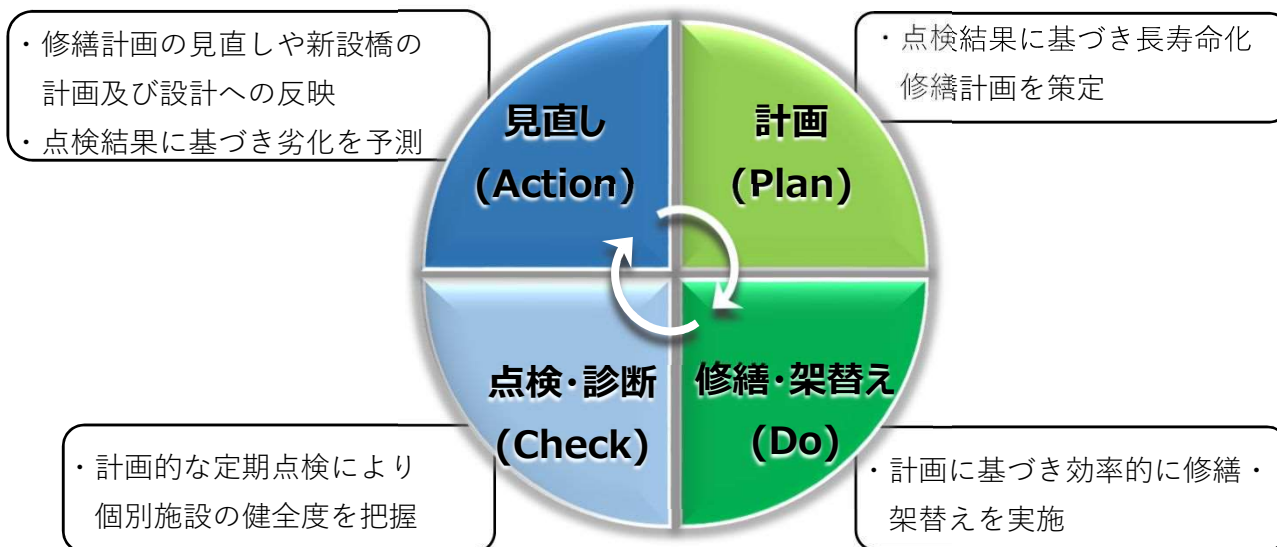 ・修繕計画の見直しや新設橋の
計画及び設計への反映
・点検結果に基づき劣化を予測
・点検結果に基づき長寿命化
修繕計画を策定
見直し
(Action)
計画
(Plan)
点検・診断
(Check)
修繕・架替え
(Do)
・計画的な定期点検により
個別施設の健全度を把握
・計画に基づき効率的に修繕・
架替えを実施